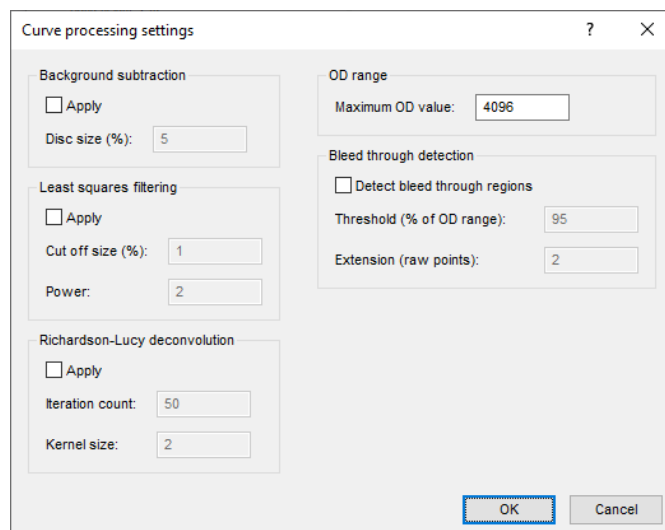 Curve processing settings ?
Background subtraction
Apply
Disc size (%): 5
Least squares filtering
Apply
Cut off size (%): 1
Power: 2
Richardson-Lucy deconvolution
Apply
Iteration count: 50
Kernel size: 2
OD range
Maximum OD value: 4096
Bleed through detection
Detect bleed through regions
Threshold (% of OD range): 95
Extension (raw points): 2
OK Cancel